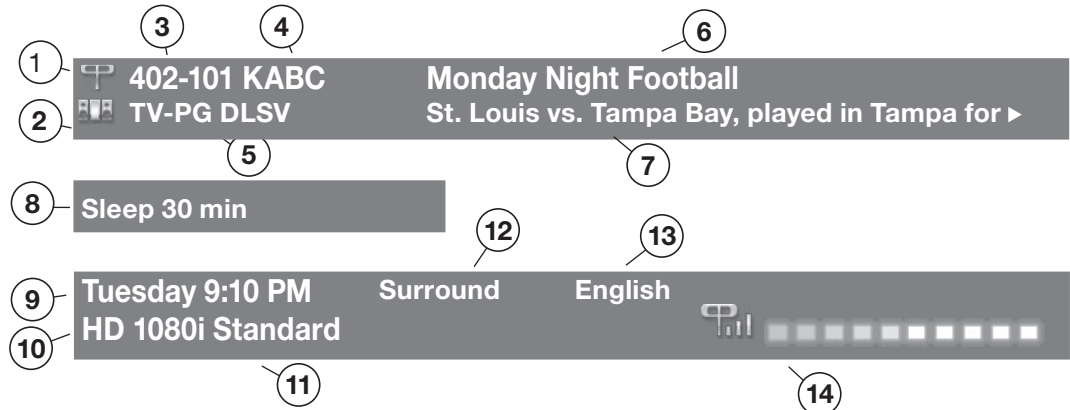 3 4 6
1 402-101 KABC Monday Night Football
2 TV-PG DLSV St. Louis vs. Tampa Bay, played in Tampa for ▶
5 7
8 Sleep 30 min
12 13
9 Tuesday 9:10 PM Surround English
10 HD 1080i Standard
11 14